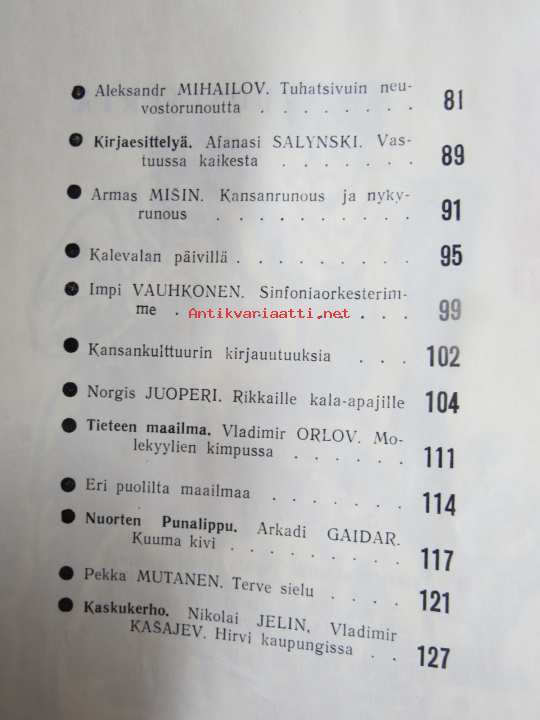 Aleksandr MIHAILOV. Tuhatsivuin neu-
vostorunoutta . . . . . . . . 81
Kirjaesittelyä. Afanasi SALYNSKI. Vas-
tuussa kaikesta . . . . . . . 89
Armas MIŠIN. Kansanrunous ja nyky-
runous . . . . . . . . . . 91
Kalevalan päivillä . . . . . . . 95
Impi VAUHKONEN. Sinfoniaorkesterim-
me . . . . . . . . . . . 99
Antikvariaatti.net
Kansankulttuurin kirjauutuuksia . . . 102
Norgis JUOPERI. Rikkaille kala-apajille 104
Tieteen maailma. Vladimir ORLOV. Mo-
lekyylien kimpussa . . . . . . 111
Eri puolilta maailmaa . . . . . . 114
Nuorten Punalippu. Arkadi GAIDAR.
Kuuma kivi . . . . . . . . 117
Pekka MUTANEN. Terve sielu . . . . 121
Kaskukerho. Nikolai JELIN, Vladimir
KASAJEV. Hirvi kaupungissa . . 127